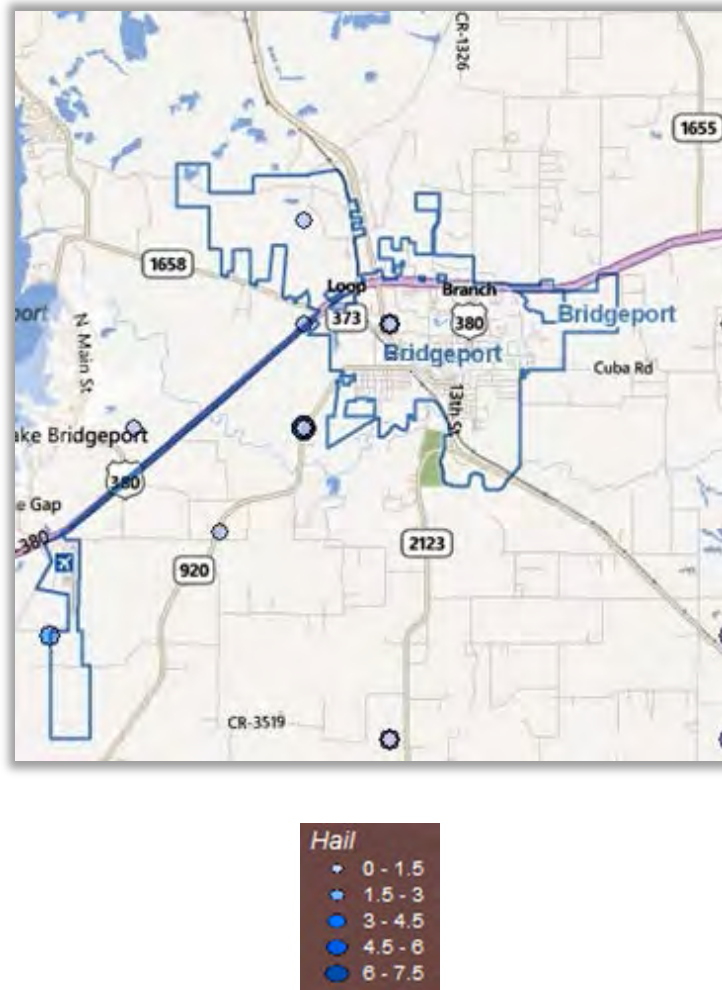 CR-1326
1655
1658
Loop
Branch
373
380
Bridgeport
Bridgeport
N Main St
Cuba Rd
13th St
ake Bridgeport
380
e Gap
-380
920
2123
CR-3519
Hail
0 - 1.5
1.5 - 3
3 - 4.5
4.5 - 6
6 - 7.5